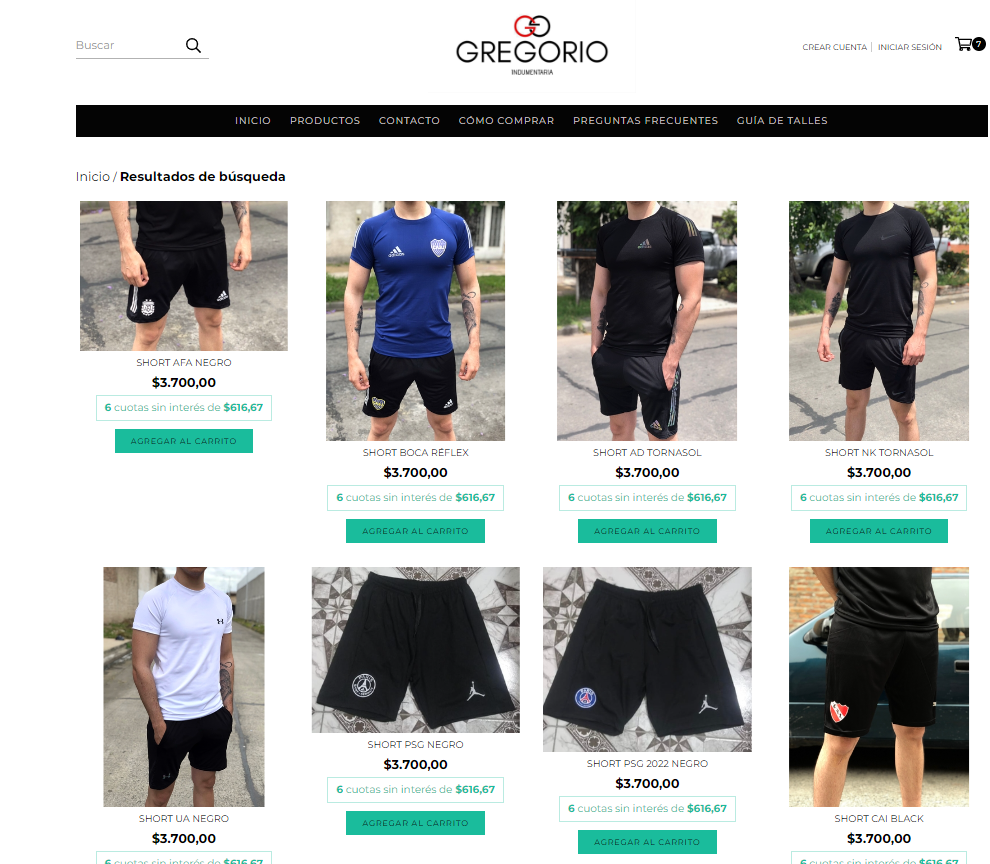 Buscar
GREGORIO
INDUMENTARIA
CREAR CUENTA | INICIAR SESIÓN
7
INICIO PRODUCTOS CONTACTO CÓMO COMPRAR PREGUNTAS FRECUENTES GUÍA DE TALLES
Inicio / Resultados de búsqueda
SHORT AFA NEGRO
$3.700,00
6 cuotas sin interés de $616,67
AGREGAR AL CARRITO
adidas
SHORT BOCA RÉFLEX
$3.700,00
6 cuotas sin interés de $616,67
AGREGAR AL CARRITO
SHORT AD TORNASOL
$3.700,00
6 cuotas sin interés de $616,67
AGREGAR AL CARRITO
SHORT NK TORNASOL
$3.700,00
6 cuotas sin interés de $616,67
AGREGAR AL CARRITO
SHORT UA NEGRO
$3.700,00
6 cuotas sin interés de $616,67
SHORT PSG NEGRO
$3.700,00
6 cuotas sin interés de $616,67
AGREGAR AL CARRITO
PARIS
SHORT PSG 2022 NEGRO
$3.700,00
6 cuotas sin interés de $616,67
AGREGAR AL CARRITO
SHORT CAI BLACK
$3.700,00
6 cuotas sin interés de $616,67